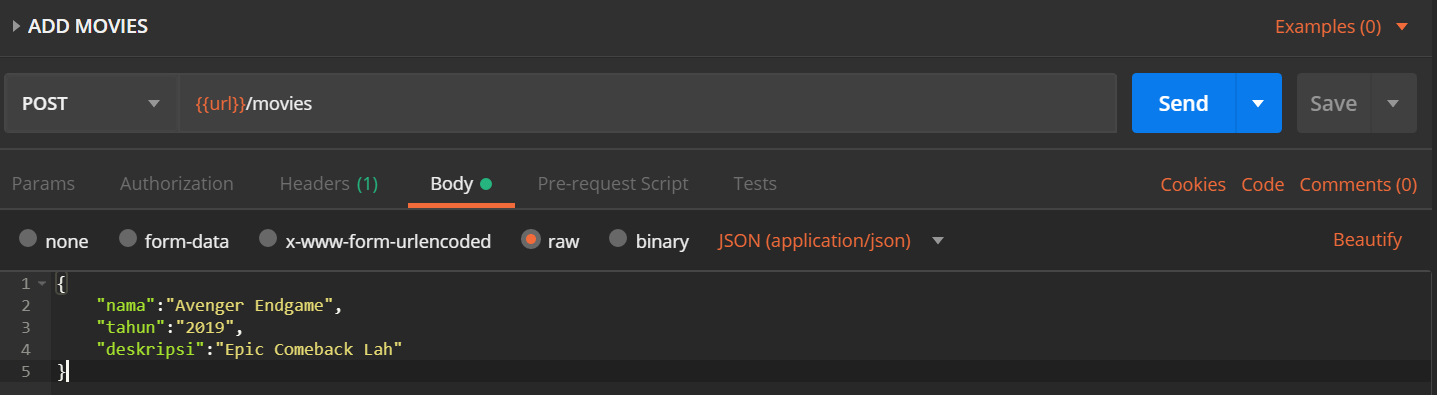 ADD MOVIES Examples (0)
POST {{url}}/movies Send Save
Params Authorization Headers (1) Body Pre-request Script Tests Cookies Code Comments (0)
none form-data x-www-form-urlencoded raw binary JSON (application/json) Beautify
1 {
2 "nama":"Avenger Endgame",
3 "tahun":"2019",
4 "deskripsi":"Epic Comeback Lah"
5 }